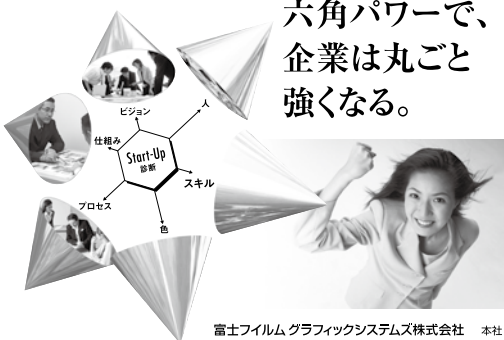 六角パワーで、
企業は丸ごと
強くなる。
ビジョン
人
仕組み
Start-Up
診断
スキル
プロセス
色
富士フイルム グラフィックシステムズ株式会社 本社